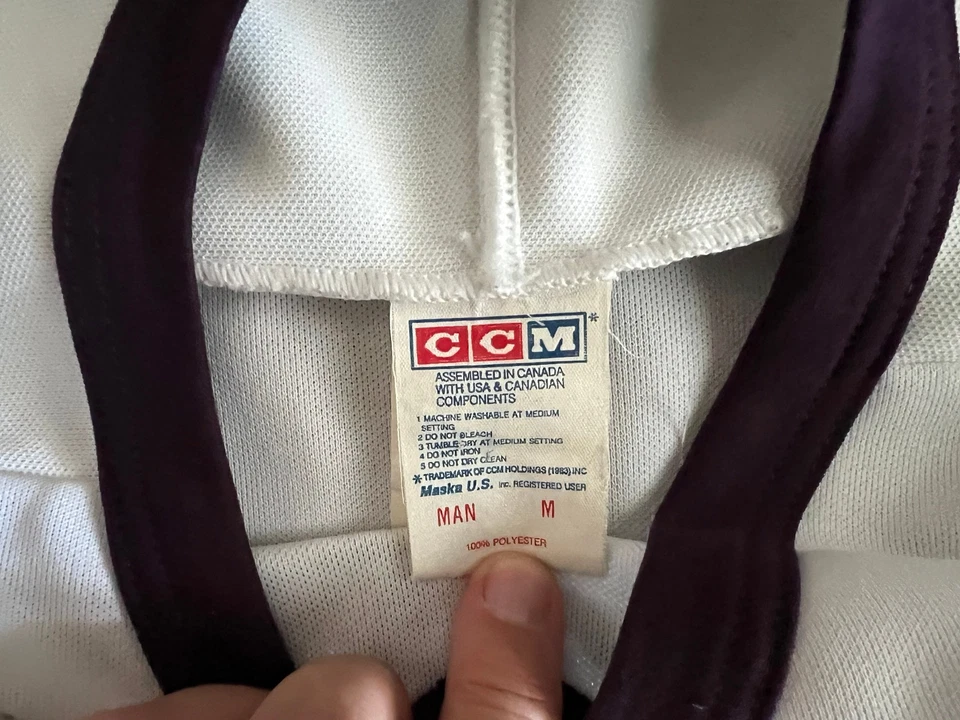 CCM*
ASSEMBLED IN CANADA
WITH USA & CANADIAN
COMPONENTS
1 MACHINE WASHABLE AT MEDIUM
SETTING
2 DO NOT BLEACH
3 TUMBLE DRY AT MEDIUM SETTING
4 DO NOT IRON
5 DO NOT DRY CLEAN
* TRADEMARK OF CCM HOLDINGS (1983) INC
Maska U.S. Inc. REGISTERED USER
MAN M
100% POLYESTER